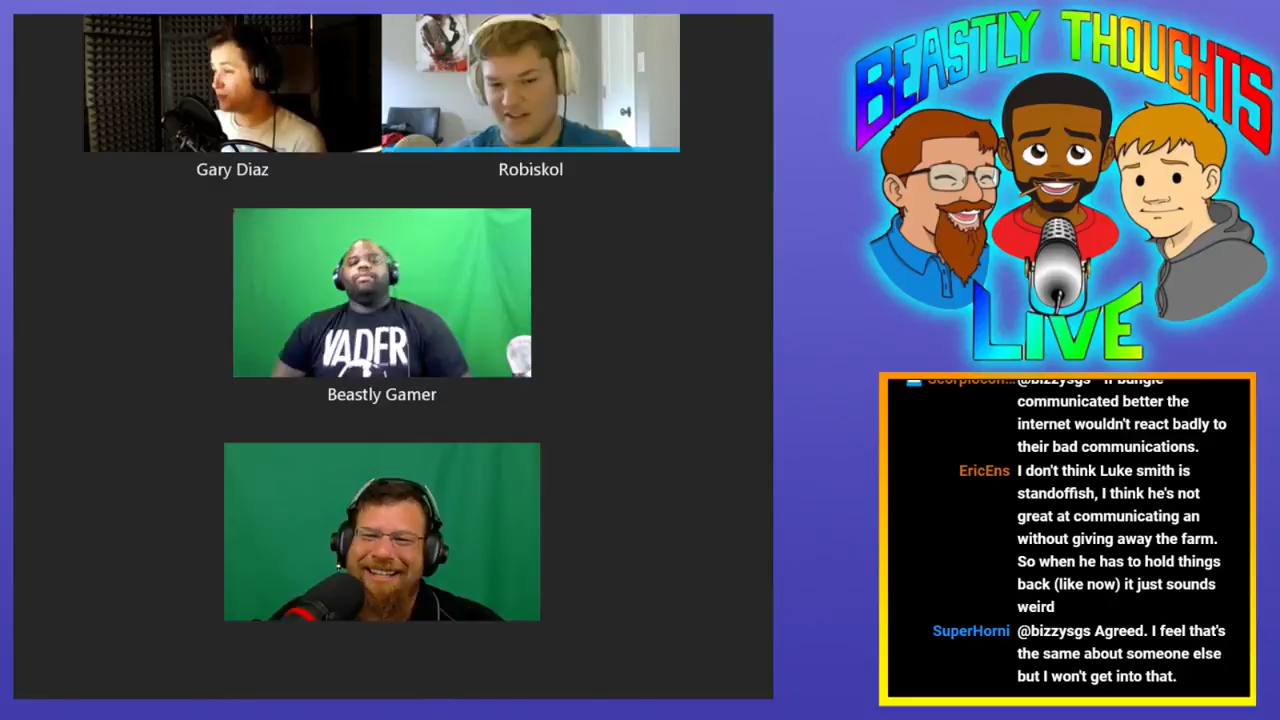 BEASTLY THOUGHTS
LIVE
Gary Diaz
Robiskol
VADER
Beastly Gamer
@bizzysgs
communicated better the
internet wouldn't react badly to
their bad communications.
EricEns I don't think Luke smith is
standoffish, I think he's not
great at communicating an
without giving away the farm.
So when he has to hold things
back (like now) it just sounds
weird
SuperHorni @bizzysgs Agreed. I feel that's
the same about someone else
but I won't get into that.